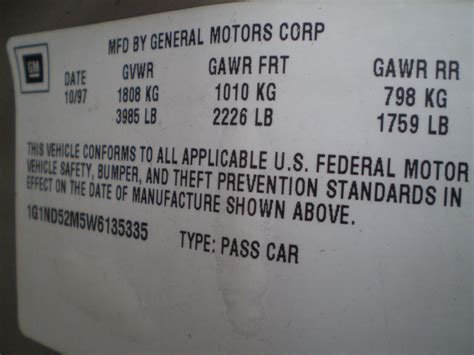 GM
MFD BY GENERAL MOTORS CORP
DATE GVWR GAWR FRT GAWR RR
10/97 1808 KG 1010 KG 798 KG
3985 LB 2226 LB 1759 LB
THIS VEHICLE CONFORMS TO ALL APPLICABLE U.S. FEDERAL MOTOR
VEHICLE SAFETY, BUMPER, AND THEFT PREVENTION STANDARDS IN
EFFECT ON THE DATE OF MANUFACTURE SHOWN ABOVE.
1G1ND52M5W6135335
TYPE: PASS CAR